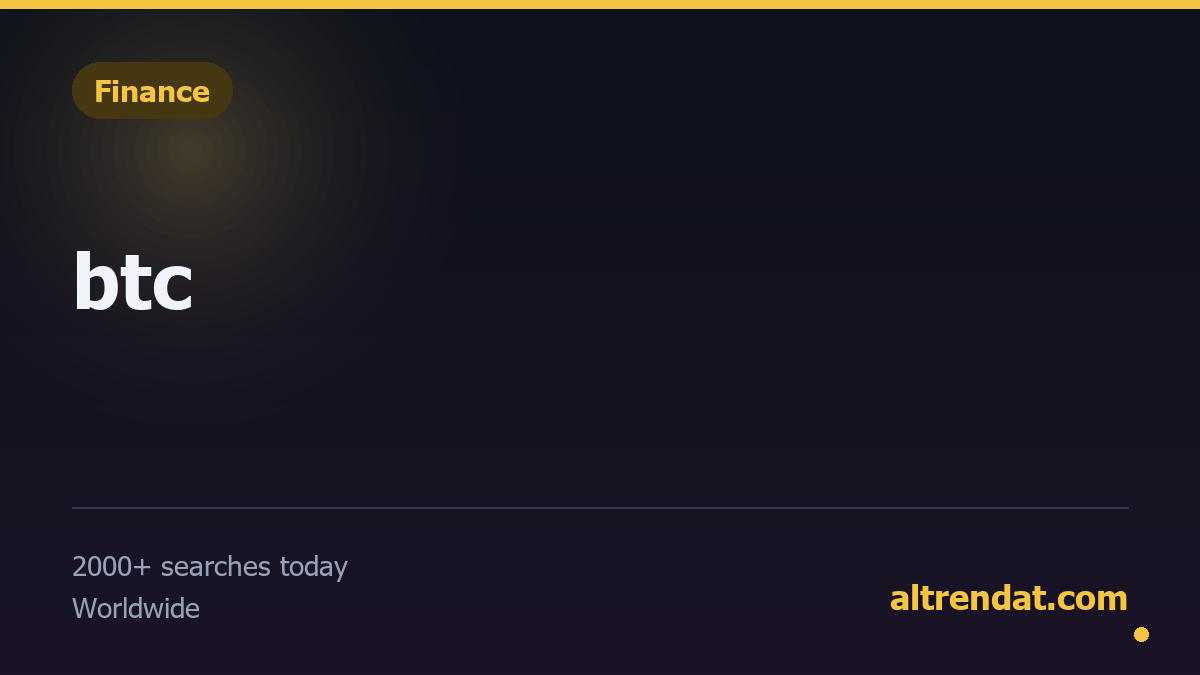 Finance
btc
2000+ searches today
Worldwide
altrendat.com